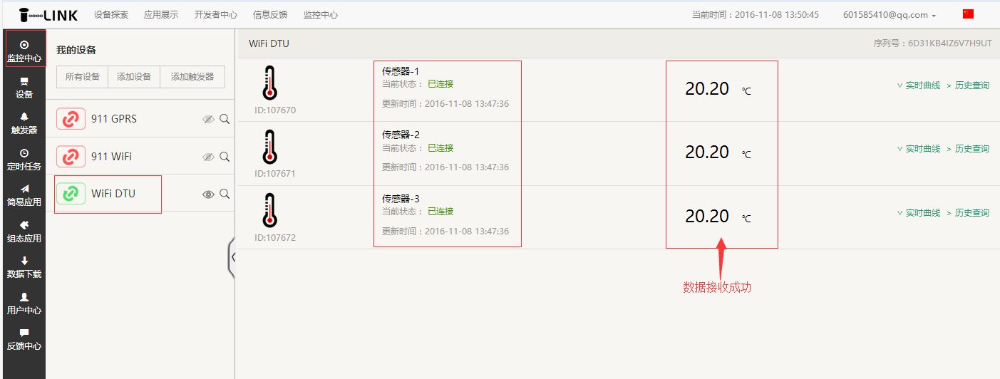 LINK 设备探索 应用展示 开发者中心 信息反馈 监控中心 当前时间：2016-11-08 13:50:45 601585410@qq.com
监控中心
设备
触发器
定时任务
简易应用
组态应用
数据下载
用户中心
反馈中心
我的设备
所有设备 添加设备 添加触发器
911 GPRS
911 WiFi
WiFi DTU
WiFi DTU 序列号：6D31KB4IZ6V7H9UT
传感器-1
当前状态： 已连接
更新时间：2016-11-08 13:47:36
ID:107670
20.20 ℃
∨ 实时曲线 > 历史查询
传感器-2
当前状态： 已连接
更新时间：2016-11-08 13:47:36
ID:107671
20.20 ℃
∨ 实时曲线 > 历史查询
传感器-3
当前状态： 已连接
更新时间：2016-11-08 13:47:36
ID:107672
20.20 ℃
∨ 实时曲线 > 历史查询
数据接收成功